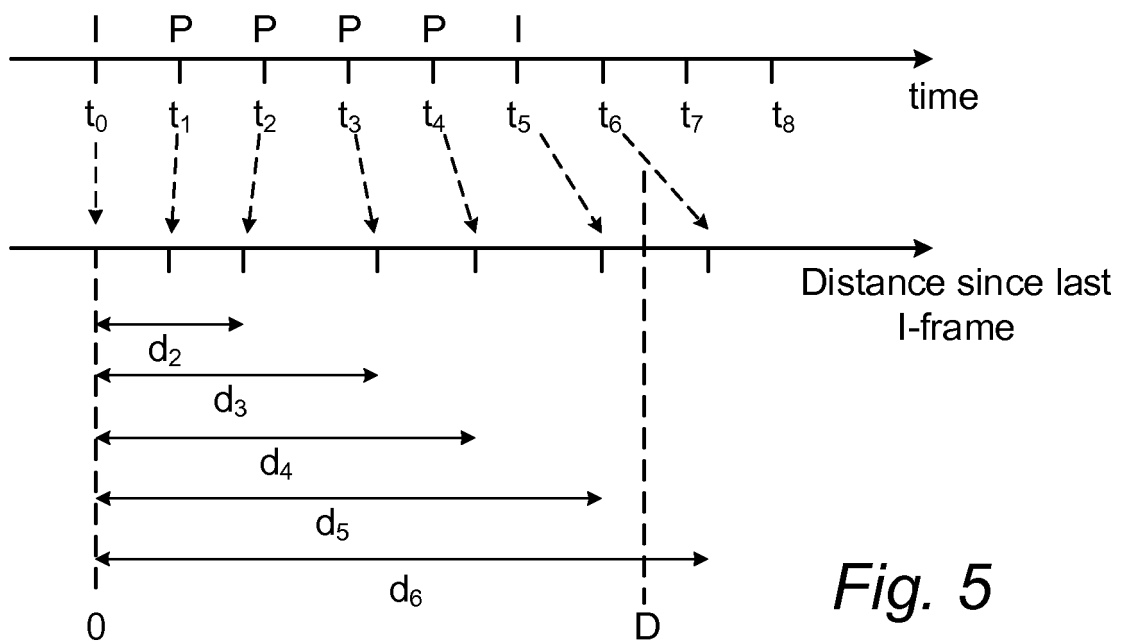 I P P P P I
t0 t1 t2 t3 t4 t5 t6 t7 t8
time
Distance since last
I-frame
d2
d3
d4
d5
d6
0 D
Fig. 5